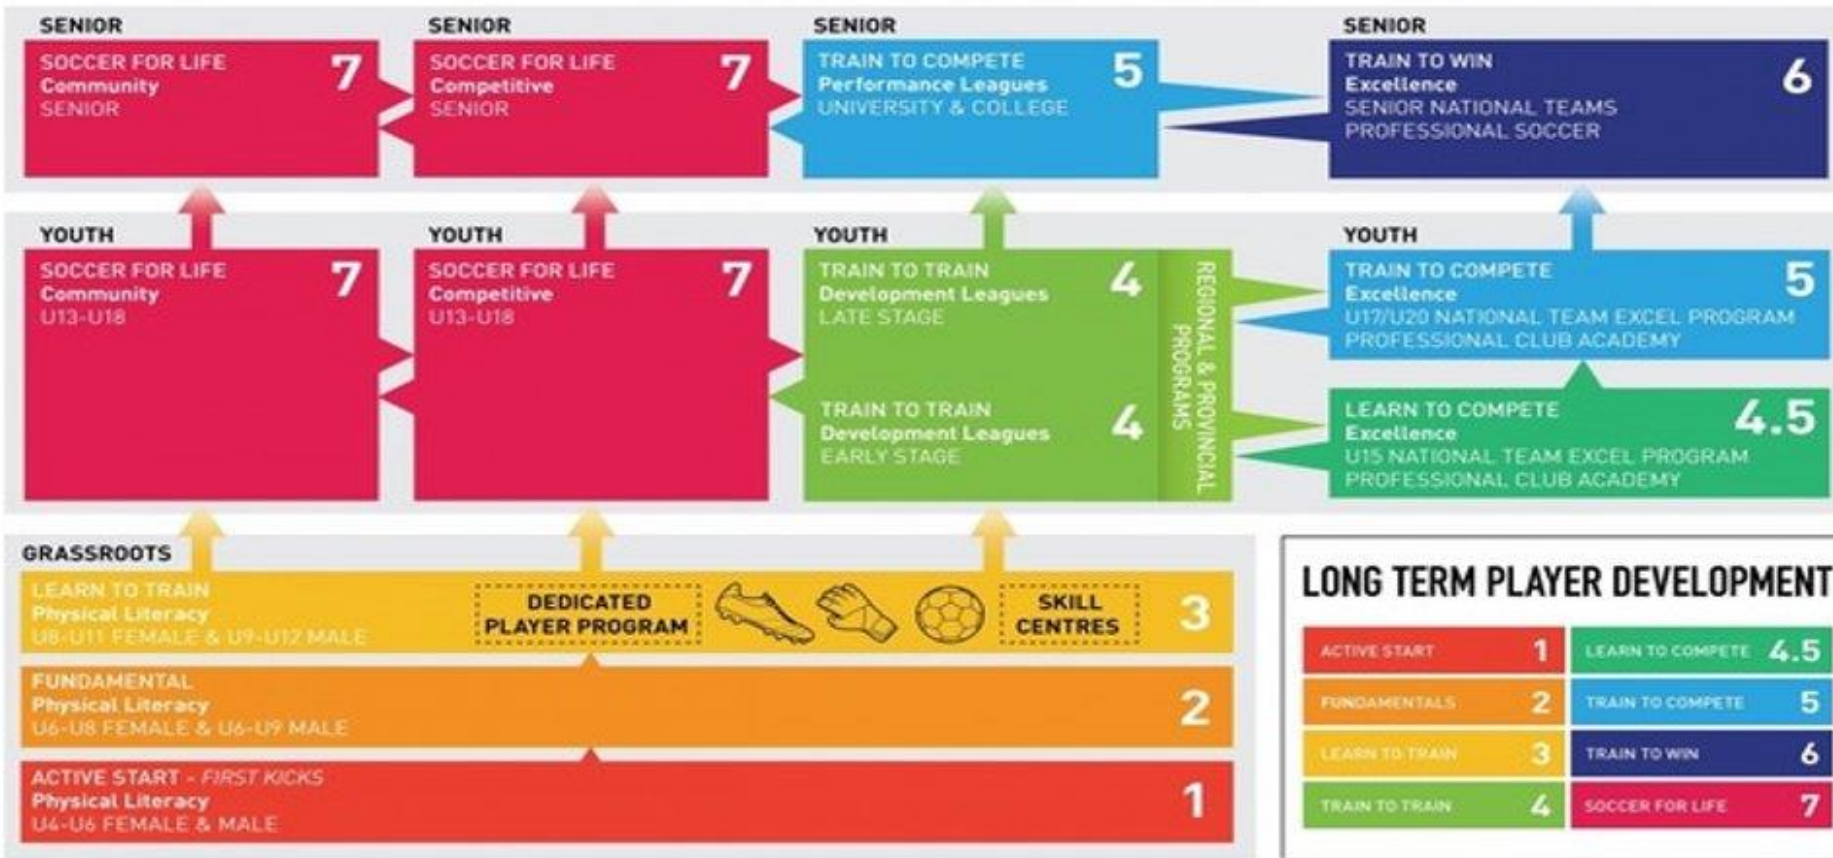 SENIOR
SOCCER FOR LIFE 7
Community
SENIOR
SENIOR
SOCCER FOR LIFE 7
Competitive
SENIOR
SENIOR
TRAIN TO COMPETE 5
Performance Leagues
UNIVERSITY & COLLEGE
SENIOR
TRAIN TO WIN 6
Excellence
SENIOR NATIONAL TEAMS
PROFESSIONAL SOCCER
YOUTH
SOCCER FOR LIFE 7
Community
U13-U18
YOUTH
SOCCER FOR LIFE 7
Competitive
U13-U18
YOUTH
TRAIN TO TRAIN 4
Development Leagues
LATE STAGE
TRAIN TO TRAIN 4
Development Leagues
EARLY STAGE
REGIONAL & PROVINCIAL
PROGRAMS
YOUTH
TRAIN TO COMPETE 5
Excellence
U17/U20 NATIONAL TEAM EXCEL PROGRAM
PROFESSIONAL CLUB ACADEMY
LEARN TO COMPETE 4.5
Excellence
U15 NATIONAL TEAM EXCEL PROGRAM
PROFESSIONAL CLUB ACADEMY
GRASSROOTS
LEARN TO TRAIN
Physical Literacy
U8-U11 FEMALE & U9-U12 MALE
DEDICATED
PLAYER PROGRAM
SKILL
CENTRES
3
FUNDAMENTAL
Physical Literacy
U6-U8 FEMALE & U6-U9 MALE
2
ACTIVE START - FIRST KICKS
Physical Literacy
U4-U6 FEMALE & MALE
1
LONG TERM PLAYER DEVELOPMENT
ACTIVE START 1
LEARN TO COMPETE 4.5
FUNDAMENTALS 2
TRAIN TO COMPETE 5
LEARN TO TRAIN 3
TRAIN TO WIN 6
TRAIN TO TRAIN 4
SOCCER FOR LIFE 7